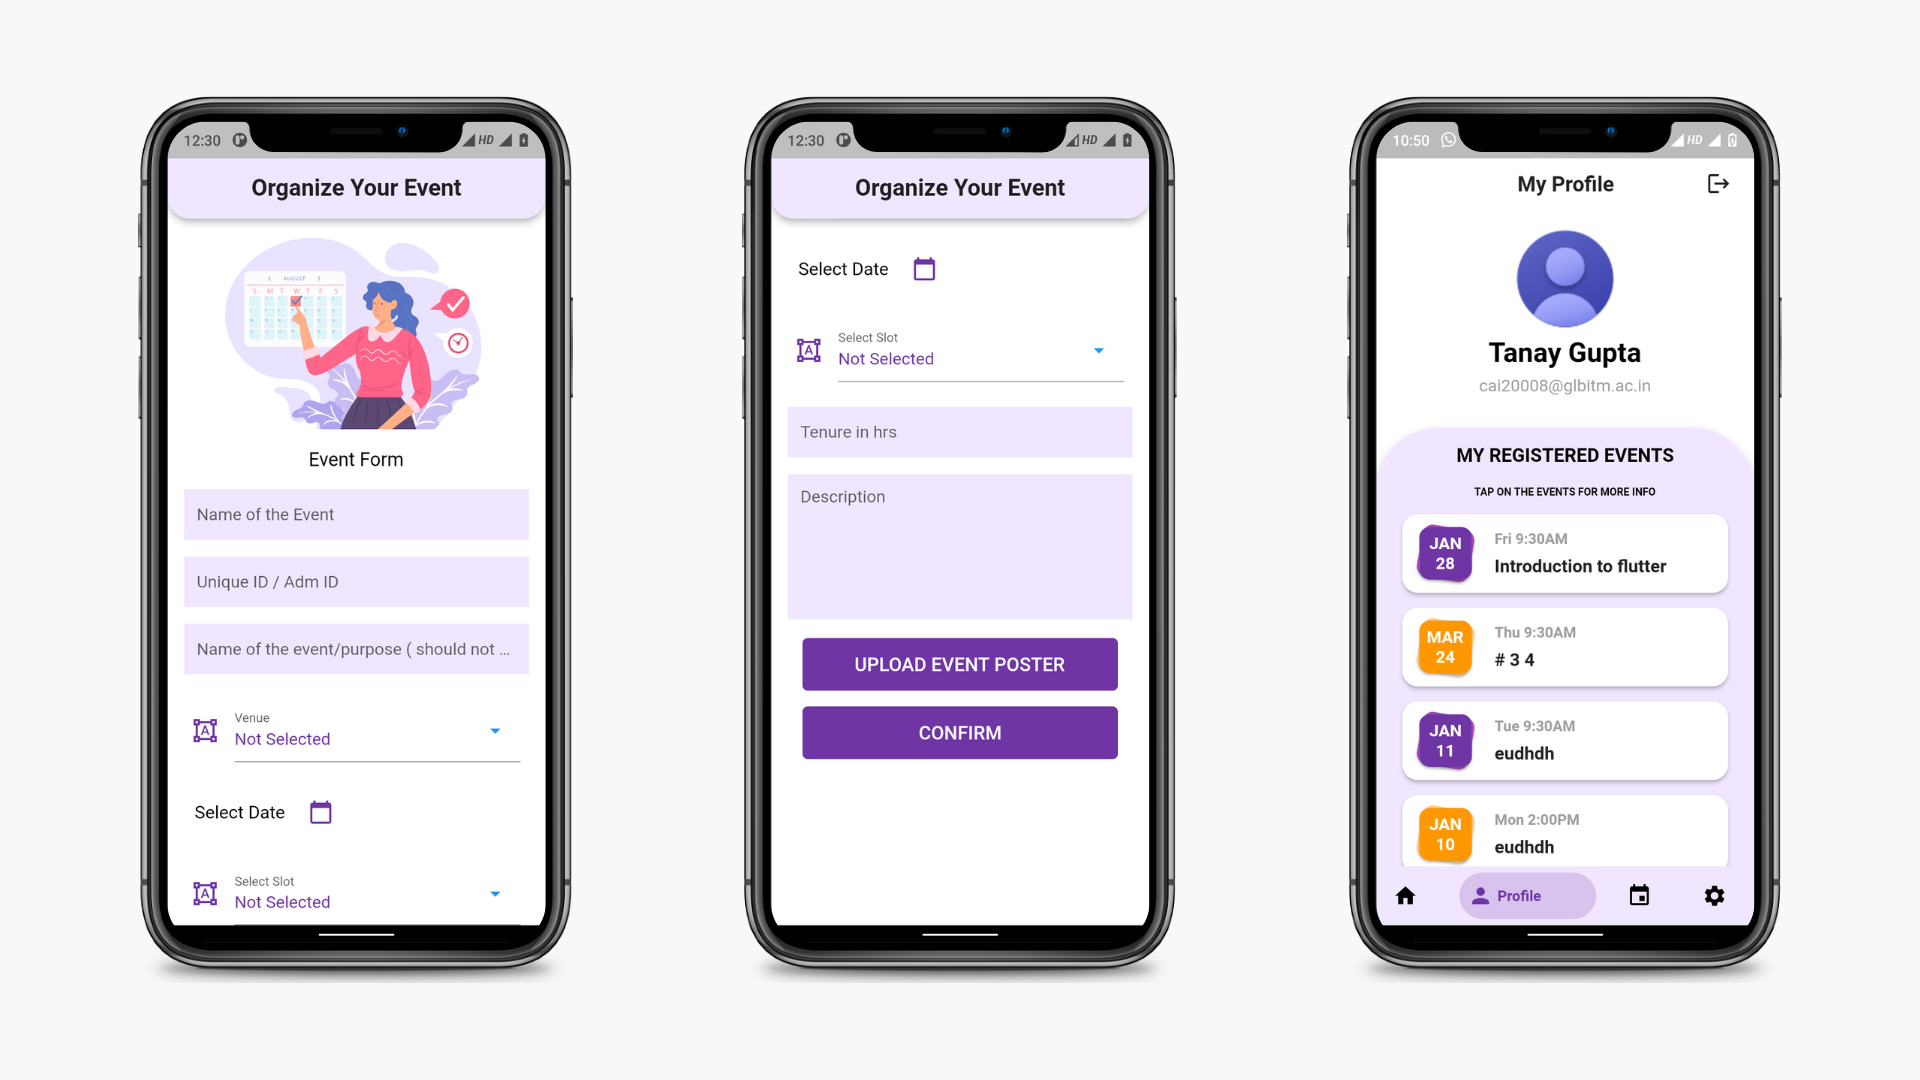 12:30
HD
Organize Your Event
AUGUST
S M T W T F S
Event Form
Name of the Event
Unique ID / Adm ID
Name of the event/purpose ( should not ...
A
Venue
Not Selected
Select Date
A
Select Slot
Not Selected
12:30
HD
Organize Your Event
Select Date
A
Select Slot
Not Selected
Tenure in hrs
Description
UPLOAD EVENT POSTER
CONFIRM
10:50
HD
My Profile
Tanay Gupta
cai20008@glbitm.ac.in
MY REGISTERED EVENTS
TAP ON THE EVENTS FOR MORE INFO
JAN
28
Fri 9:30AM
Introduction to flutter
MAR
24
Thu 9:30AM
# 3 4
JAN
11
Tue 9:30AM
eudhdh
JAN
10
Mon 2:00PM
eudhdh
Profile